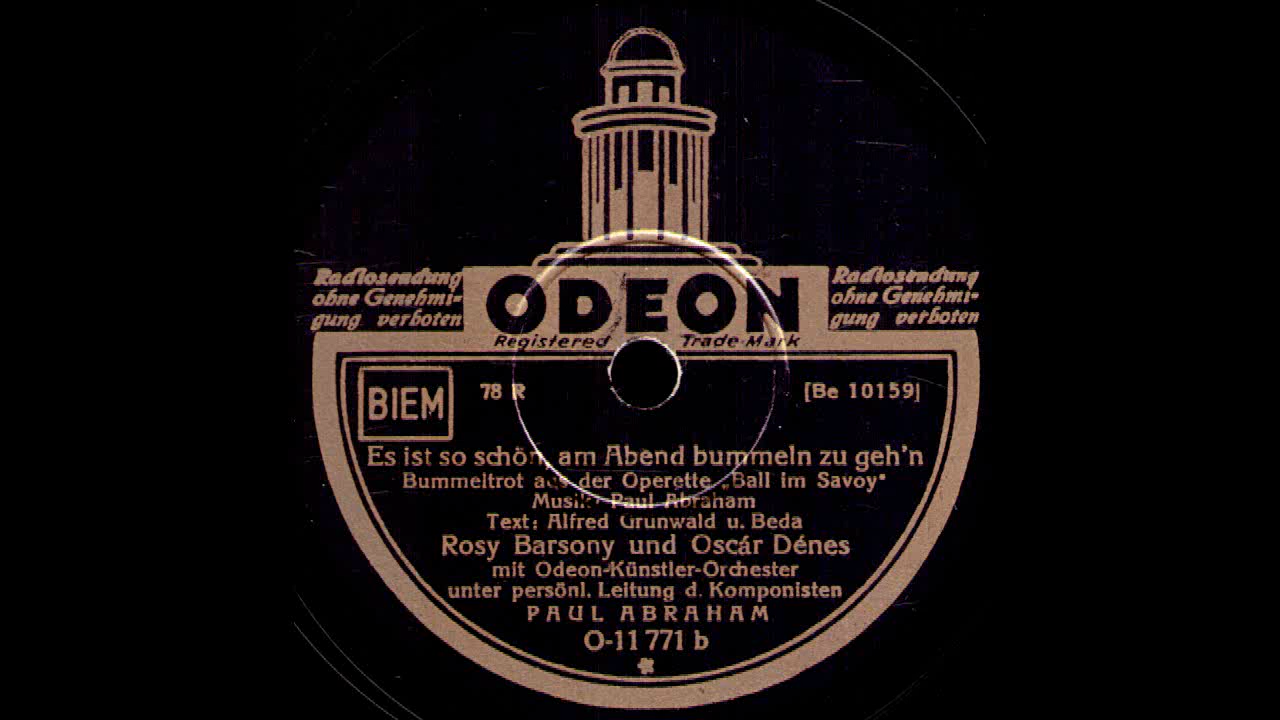 Radiosendung
ohne Genehmi-
gung verboten
ODEON
Radiosendung
ohne Genehmi-
gung verboten
Registered Trade-Mark
BIEM
78 R
[Be 10159]
Es ist so schön, am Abend bummeln zu geh'n
Bummeltrot aus der Operette „Ball im Savoy"
Musik: Paul Abraham
Text: Alfred Grünwald u. Beda
Rosy Barsony und Oscár Dénes
mit Odeon-Künstler-Orchester
unter persönl. Leitung d. Komponisten
PAUL ABRAHAM
O-11 771 b